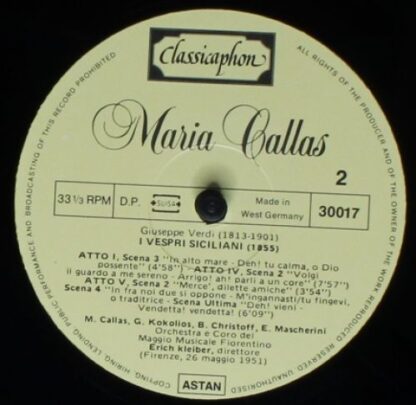 Classicaphon
Maria Callas
2
33 1/3 RPM D.P. SUISA Made in West Germany 30017
Giuseppe Verdi (1813-1901)
I VESPRI SICILIANI (1855)
ATTO I, Scena 3 "In alto mare - Deh! tu calma, o Dio
possente" (4'58") - ATTO IV, Scena 2 "Volgi
il guardo a me sereno - Arrigo! ah! parli a un core" (7'57")
ATTO V, Scena 2 "Merce', dilette amiche" (3'54")
Scena 4 "In fra noi due si oppone - M'ingannasti/tu fingevi,
o traditrice - Scena Ultima "Deh! vieni -
Vendetta! vendetta!" (6'09")
M. Callas, G. Kokolios, B. Christoff, E. Mascherini
Orchestra e Coro del
Maggio Musicale Fiorentino
Erich kleiber, direttore
(Firenze, 26 maggio 1951)
ASTAN
ALL RIGHTS OF THE PRODUCER AND OF THE OWNER OF THE WORK REPRODUCED RESERVED. UNAUTHORISED COPYING, HIRING, LENDING, PUBLIC PERFORMANCE AND BROADCASTING OF THIS RECORD PROHIBITED